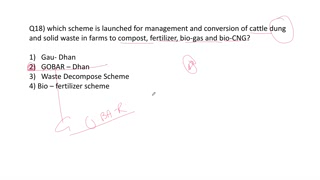 Q18) which scheme is launched for management and conversion of cattle dung
and solid waste in farms to compost, fertilizer, bio-gas and bio-CNG?
1) Gau- Dhan
2) GOBAR – Dhan
3) Waste Decompose Scheme
4) Bio – fertilizer scheme
GOBAR